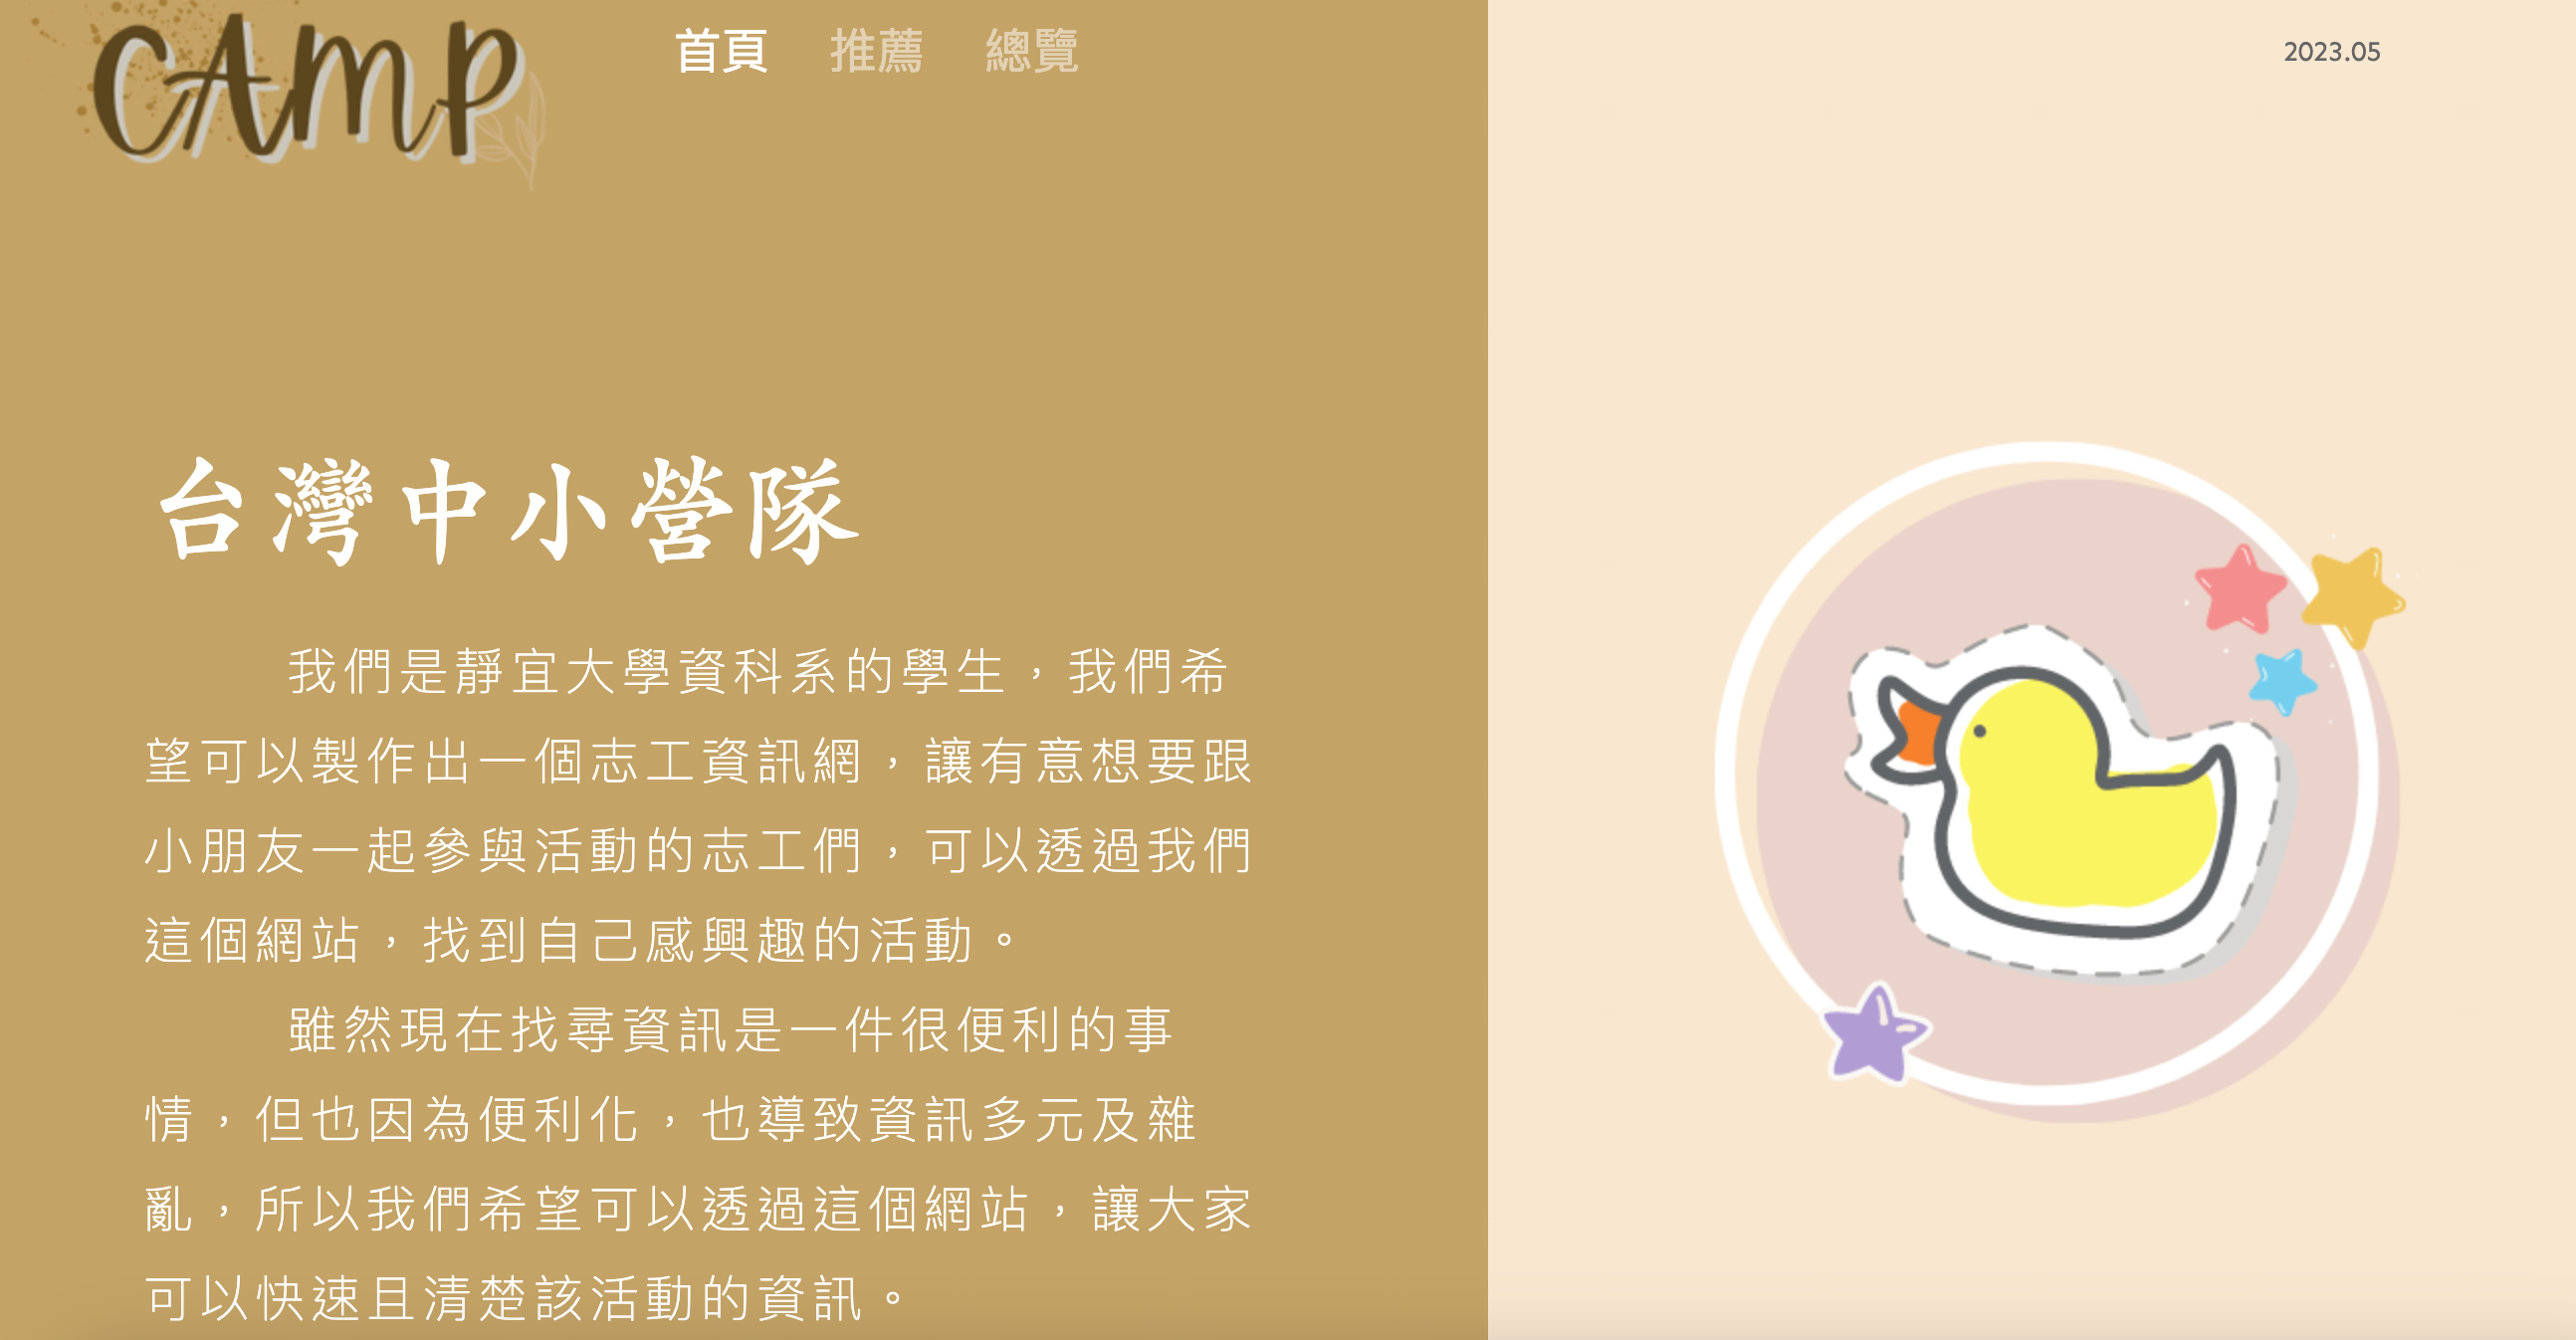 CAMP
首頁 推薦 總覽
2023.05
台灣中小營隊
我們是靜宜大學資科系的學生，我們希
望可以製作出一個志工資訊網，讓有意想要跟
小朋友一起參與活動的志工們，可以透過我們
這個網站，找到自己感興趣的活動。
雖然現在找尋資訊是一件很便利的事
情，但也因為便利化，也導致資訊多元及雜
亂，所以我們希望可以透過這個網站，讓大家
可以快速且清楚該活動的資訊。